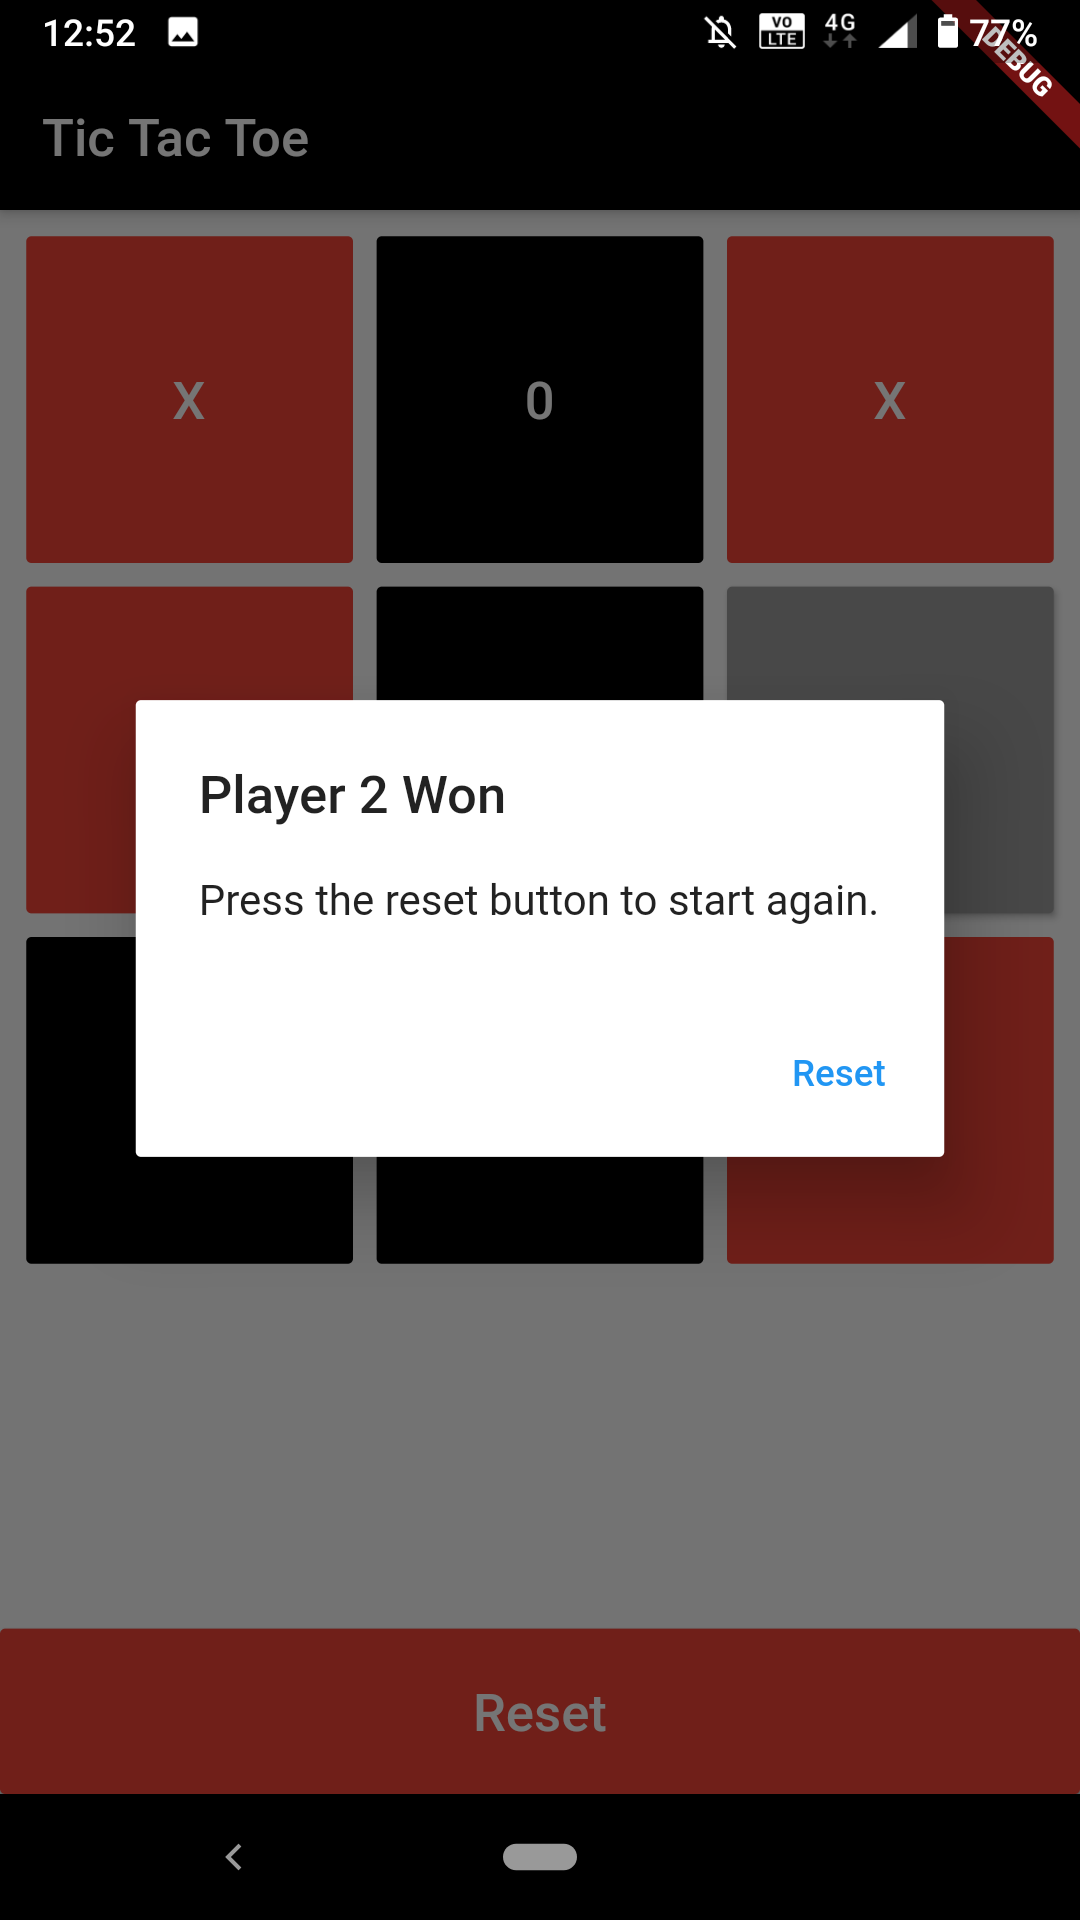 12:52 VO LTE 4G 77%
DEBUG
Tic Tac Toe
X 0 X
Player 2 Won
Press the reset button to start again.
Reset
Reset